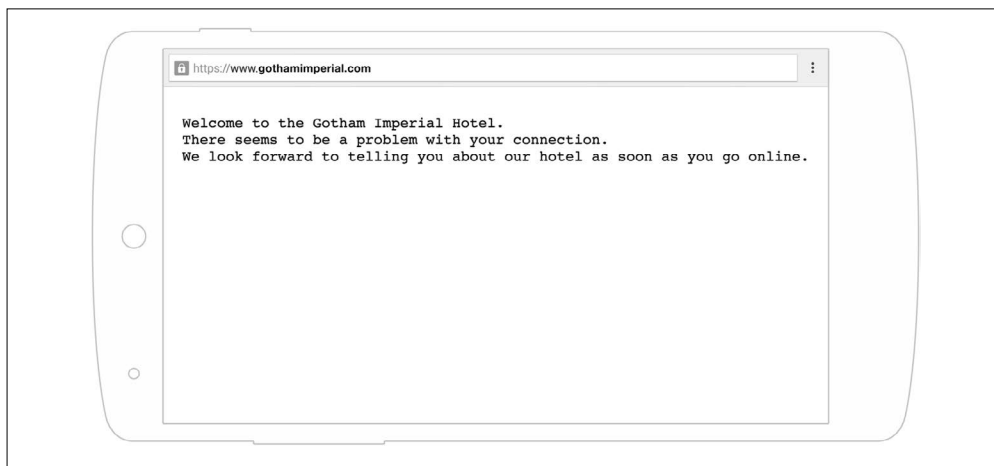 https://www.gothamimperial.com
Welcome to the Gotham Imperial Hotel.
There seems to be a problem with your connection.
We look forward to telling you about our hotel as soon as you go online.